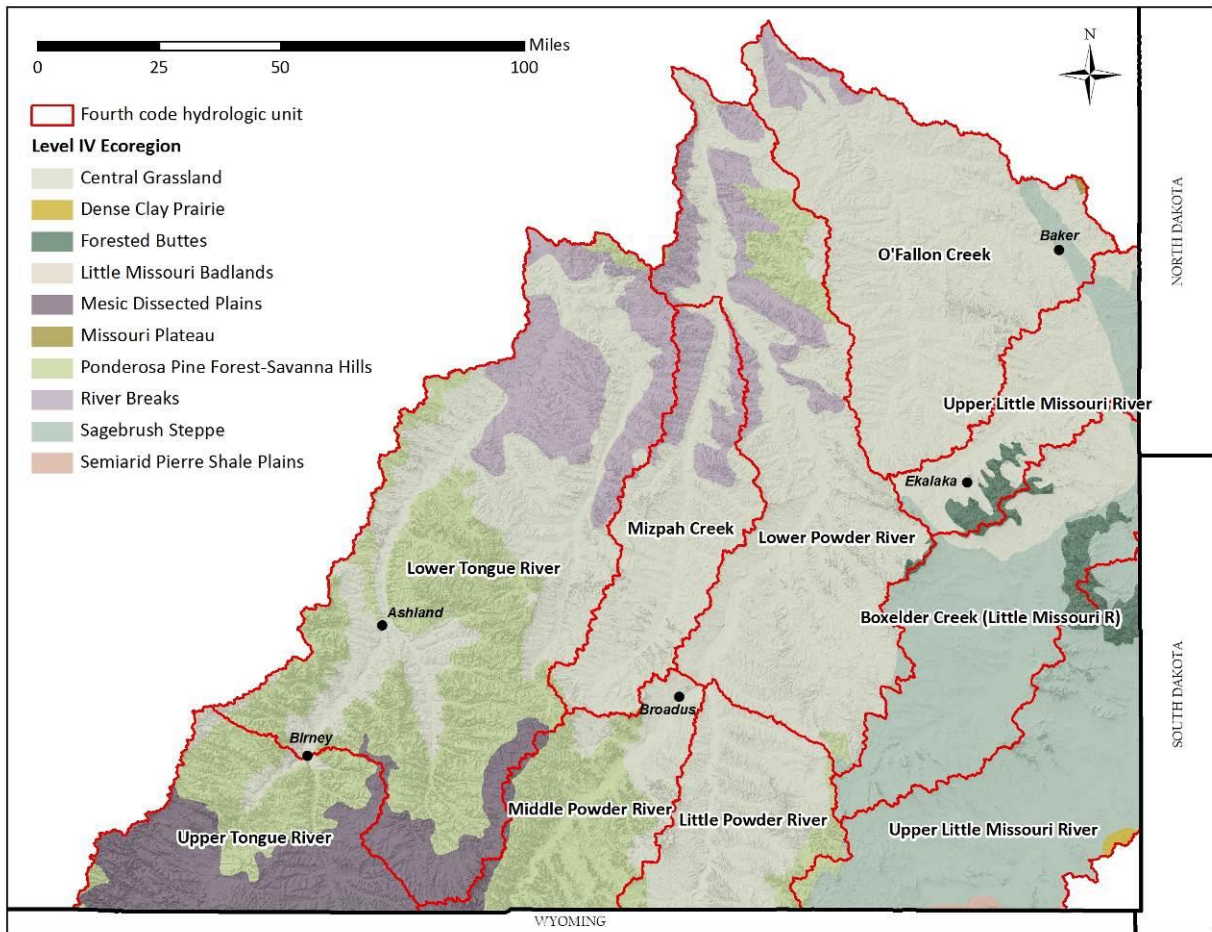 Miles
0 25 50 100
N
Fourth code hydrologic unit
Level IV Ecoregion
Central Grassland
Dense Clay Prairie
Forested Buttes
Little Missouri Badlands
Mesic Dissected Plains
Missouri Plateau
Ponderosa Pine Forest-Savanna Hills
River Breaks
Sagebrush Steppe
Semiarid Pierre Shale Plains
NORTH DAKOTA
Baker
O'Fallon Creek
Upper Little Missouri River
Ekalaka
Mizpah Creek
Lower Powder River
Lower Tongue River
Ashland
Boxelder Creek (Little Missouri R)
SOUTH DAKOTA
Broadus
Birney
Middle Powder River
Little Powder River
Upper Tongue River
Upper Little Missouri River
WYOMING